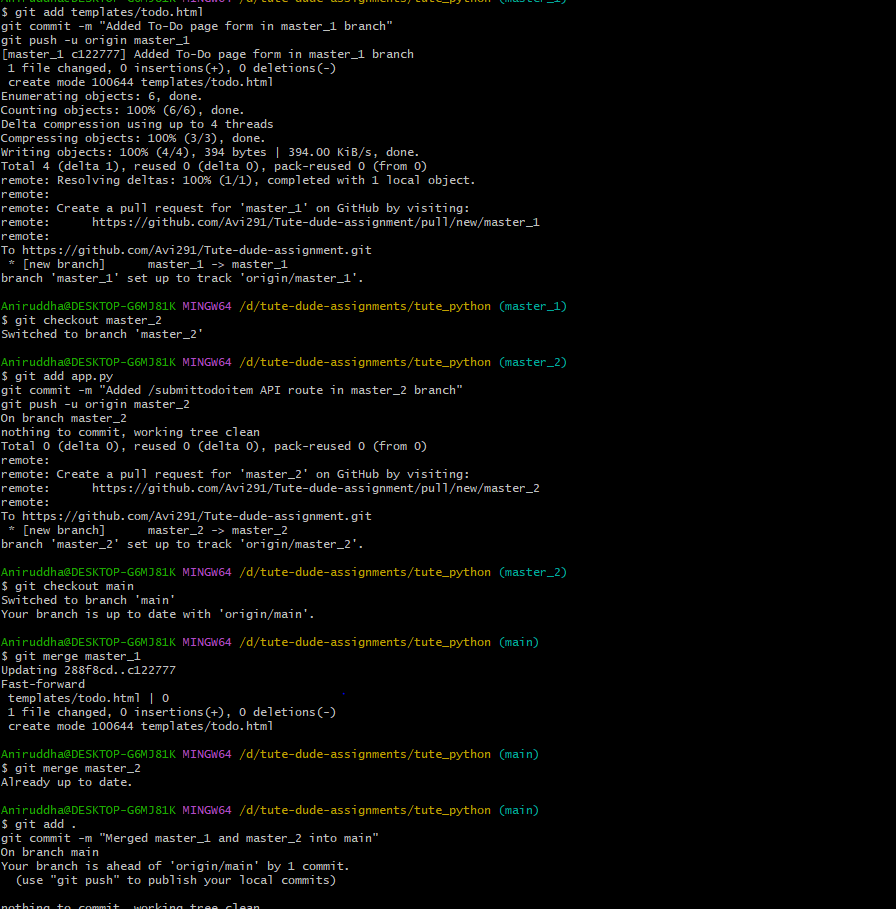 Aniruddha@DESKTOP-G6MJ81K MINGW64 /d/tute-dude-assignments/tute_python (master_1)
$ git add templates/todo.html
git commit -m "Added To-Do page form in master_1 branch"
git push -u origin master_1
[master_1 c122777] Added To-Do page form in master_1 branch
 1 file changed, 0 insertions(+), 0 deletions(-)
 create mode 100644 templates/todo.html
Enumerating objects: 6, done.
Counting objects: 100% (6/6), done.
Delta compression using up to 4 threads
Compressing objects: 100% (3/3), done.
Writing objects: 100% (4/4), 394 bytes | 394.00 KiB/s, done.
Total 4 (delta 1), reused 0 (delta 0), pack-reused 0 (from 0)
remote: Resolving deltas: 100% (1/1), completed with 1 local object.
remote:
remote: Create a pull request for 'master_1' on GitHub by visiting:
remote:      https://github.com/Avi291/Tute-dude-assignment/pull/new/master_1
remote:
To https://github.com/Avi291/Tute-dude-assignment.git
 * [new branch]      master_1 -> master_1
branch 'master_1' set up to track 'origin/master_1'.
Aniruddha@DESKTOP-G6MJ81K MINGW64 /d/tute-dude-assignments/tute_python (master_1)
$ git checkout master_2
Switched to branch 'master_2'
Aniruddha@DESKTOP-G6MJ81K MINGW64 /d/tute-dude-assignments/tute_python (master_2)
$ git add app.py
git commit -m "Added /submittodoitem API route in master_2 branch"
git push -u origin master_2
On branch master_2
nothing to commit, working tree clean
Total 0 (delta 0), reused 0 (delta 0), pack-reused 0 (from 0)
remote:
remote: Create a pull request for 'master_2' on GitHub by visiting:
remote:      https://github.com/Avi291/Tute-dude-assignment/pull/new/master_2
remote:
To https://github.com/Avi291/Tute-dude-assignment.git
 * [new branch]      master_2 -> master_2
branch 'master_2' set up to track 'origin/master_2'.
Aniruddha@DESKTOP-G6MJ81K MINGW64 /d/tute-dude-assignments/tute_python (master_2)
$ git checkout main
Switched to branch 'main'
Your branch is up to date with 'origin/main'.
Aniruddha@DESKTOP-G6MJ81K MINGW64 /d/tute-dude-assignments/tute_python (main)
$ git merge master_1
Updating 288f8cd..c122777
Fast-forward
 templates/todo.html | 0
 1 file changed, 0 insertions(+), 0 deletions(-)
 create mode 100644 templates/todo.html
Aniruddha@DESKTOP-G6MJ81K MINGW64 /d/tute-dude-assignments/tute_python (main)
$ git merge master_2
Already up to date.
Aniruddha@DESKTOP-G6MJ81K MINGW64 /d/tute-dude-assignments/tute_python (main)
$ git add .
git commit -m "Merged master_1 and master_2 into main"
On branch main
Your branch is ahead of 'origin/main' by 1 commit.
  (use "git push" to publish your local commits)
nothing to commit, working tree clean